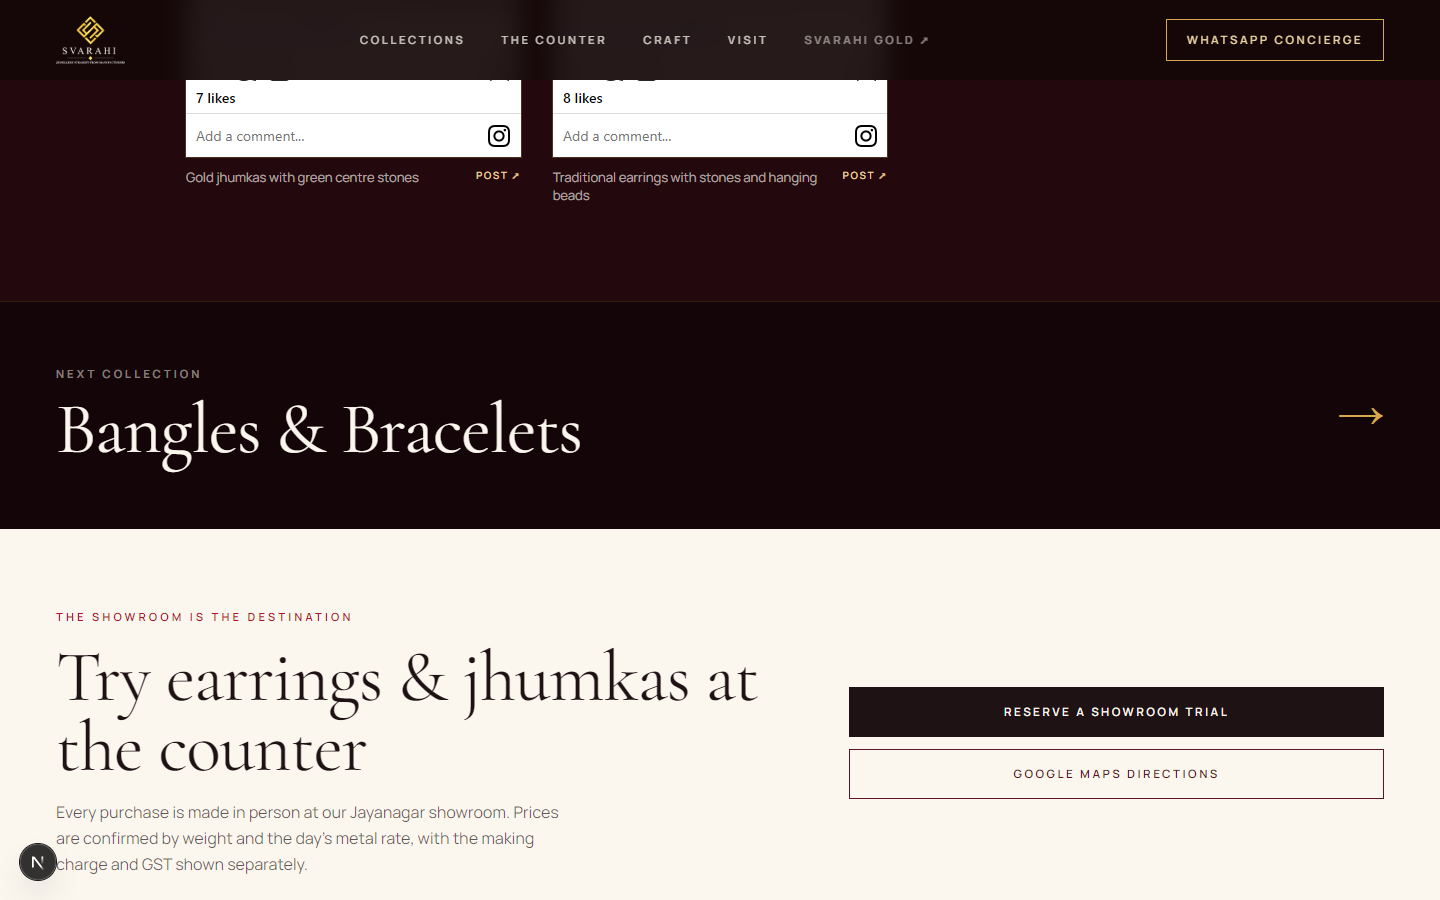 SVARAHI
COLLECTIONS
THE COUNTER
CRAFT
VISIT
SVARAHI GOLD ↗
WHATSAPP CONCIERGE
7 likes
8 likes
Add a comment...
Add a comment...
Gold jhumkas with green centre stones
POST ↗
Traditional earrings with stones and hanging
beads
POST ↗
NEXT COLLECTION
Bangles & Bracelets
THE SHOWROOM IS THE DESTINATION
Try earrings & jhumkas at
the counter
RESERVE A SHOWROOM TRIAL
GOOGLE MAPS DIRECTIONS
Every purchase is made in person at our Jayanagar showroom. Prices
are confirmed by weight and the day's metal rate, with the making
charge and GST shown separately.
N